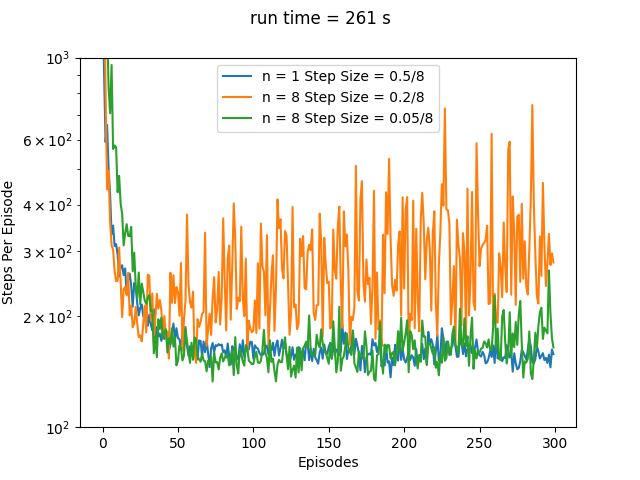 run time = 261 s
n = 1 Step Size = 0.5/8
n = 8 Step Size = 0.2/8
n = 8 Step Size = 0.05/8
Steps Per Episode
10³
6 × 10²
4 × 10²
3 × 10²
2 × 10²
10²
0 50 100 150 200 250 300
Episodes